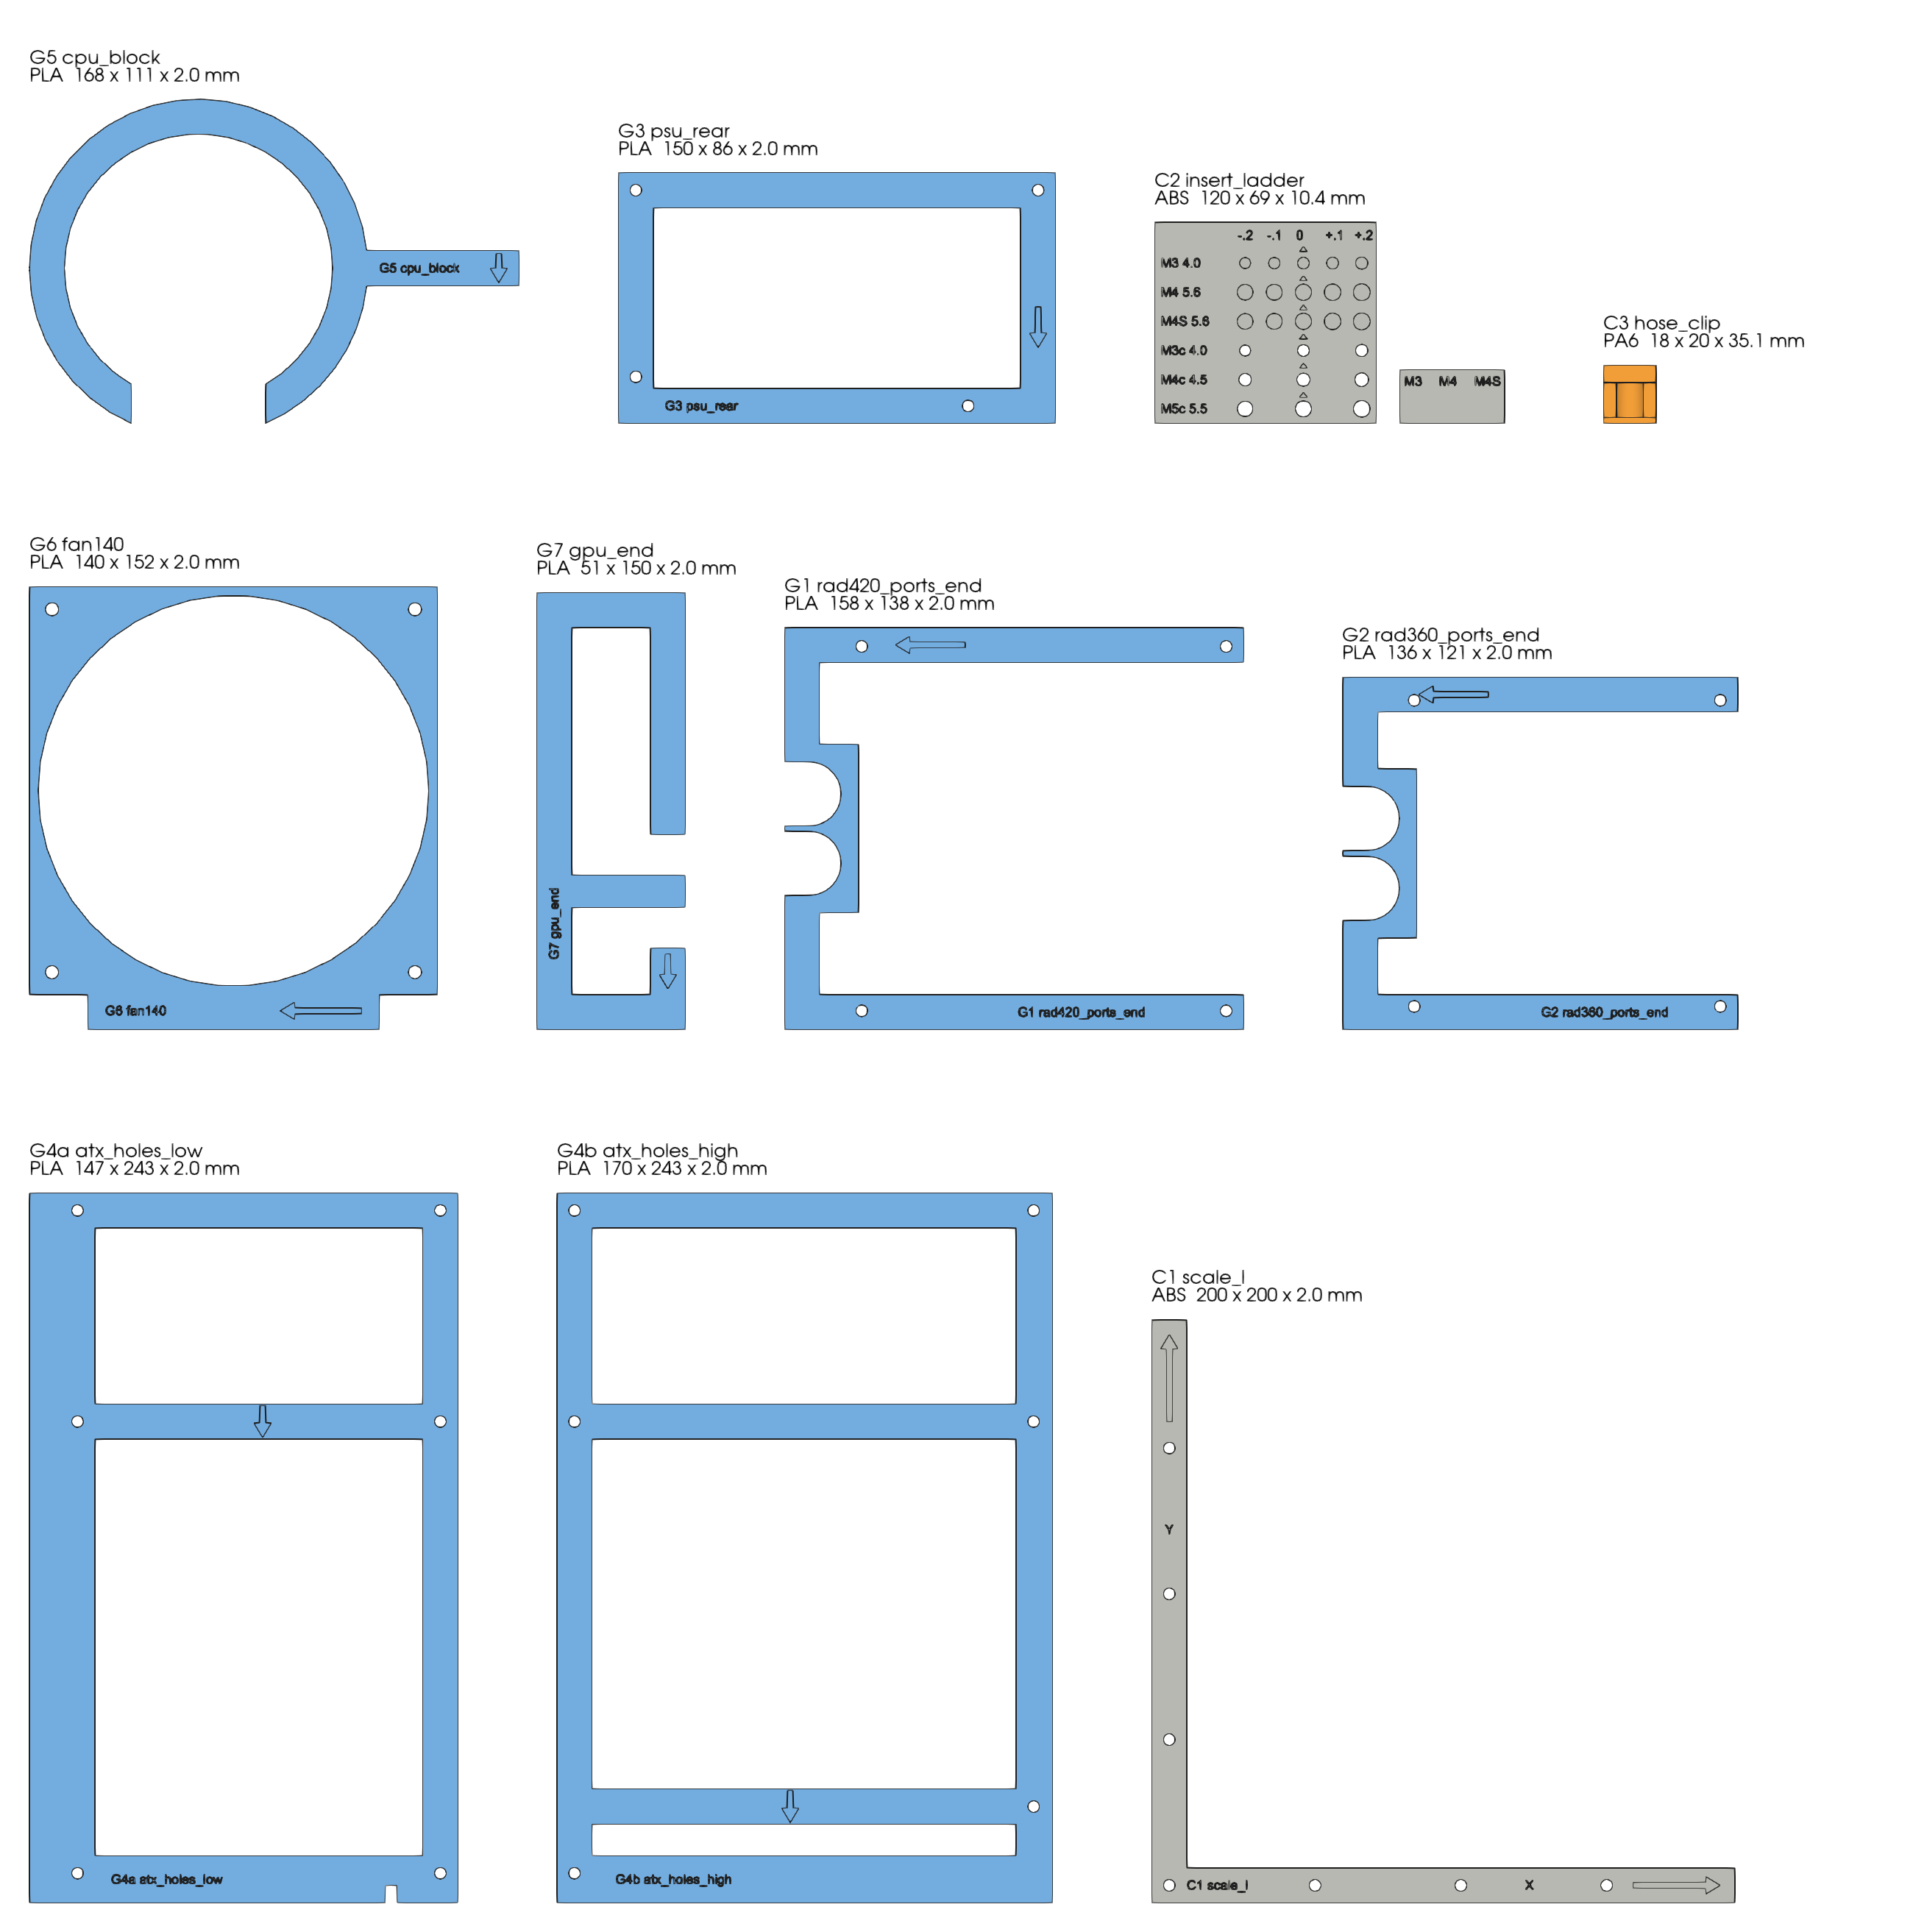 G5 cpu_block
PLA 168 x 111 x 2.0 mm
G5 cpu_block
G3 psu_rear
PLA 150 x 86 x 2.0 mm
G3 psu_rear
C2 insert_ladder
ABS 120 x 69 x 10.4 mm
-.2 -.1 0 +.1 +.2
M3 4.0
M4 5.6
M4S 5.6
M3c 4.0
M4c 4.5
M5c 5.5
M3 M4 M4S
C3 hose_clip
PA6 18 x 20 x 35.1 mm
G6 fan140
PLA 140 x 152 x 2.0 mm
G6 fan140
G7 gpu_end
PLA 51 x 150 x 2.0 mm
G7 gpu_end
G1 rad420_ports_end
PLA 158 x 138 x 2.0 mm
G1 rad420_ports_end
G2 rad360_ports_end
PLA 136 x 121 x 2.0 mm
G2 rad360_ports_end
G4a atx_holes_low
PLA 147 x 243 x 2.0 mm
G4a atx_holes_low
G4b atx_holes_high
PLA 170 x 243 x 2.0 mm
G4b atx_holes_high
C1 scale_l
ABS 200 x 200 x 2.0 mm
Y
C1 scale_l
X